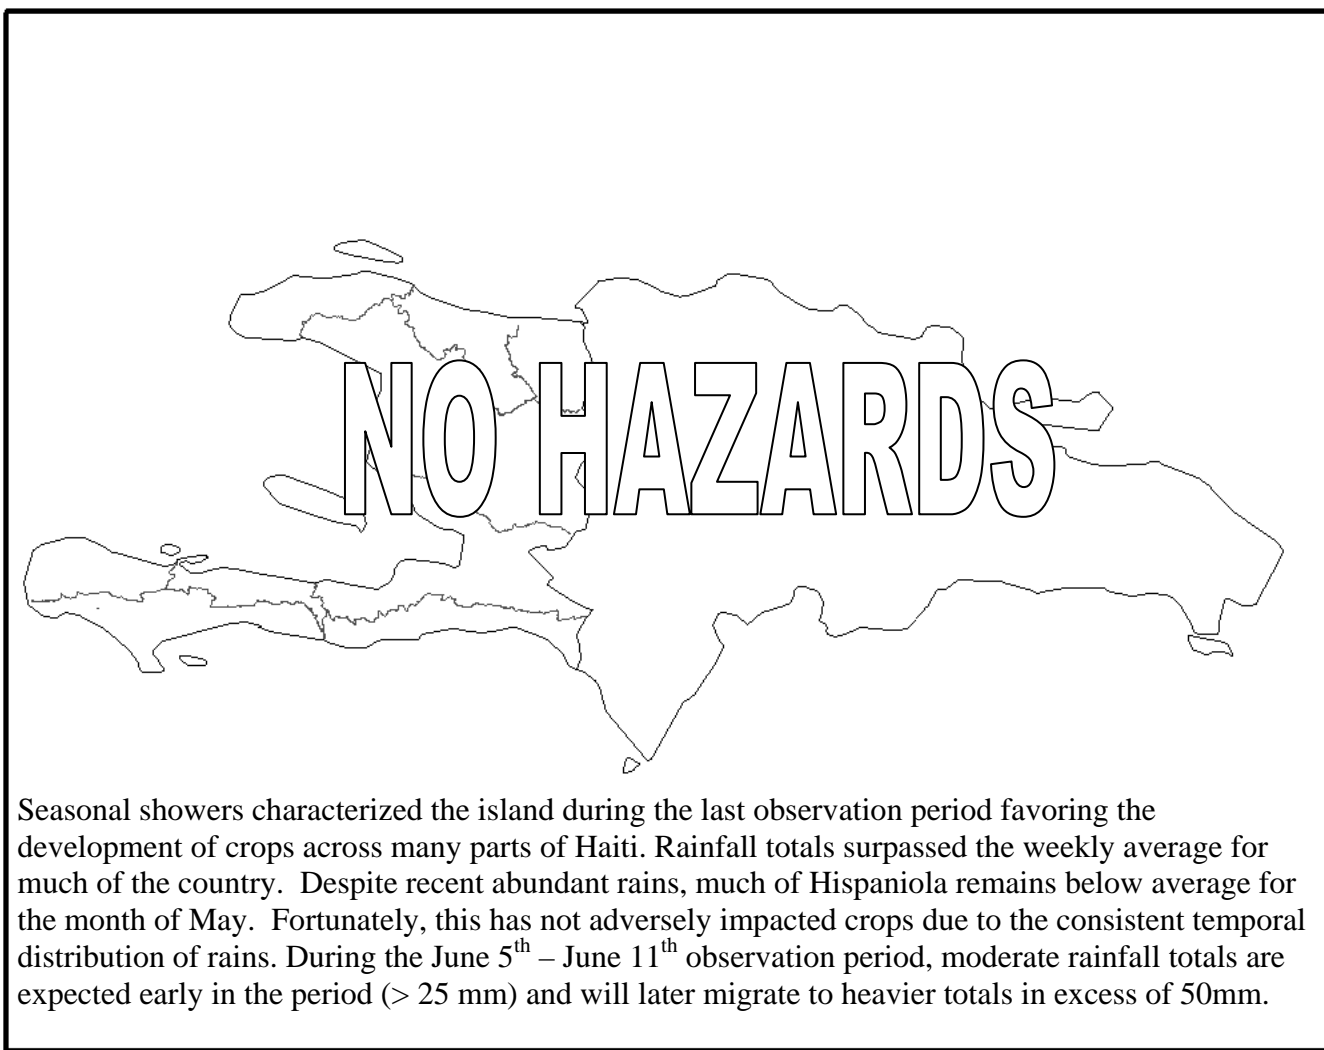 NO HAZARDS
Seasonal showers characterized the island during the last observation period favoring the
development of crops across many parts of Haiti. Rainfall totals surpassed the weekly average for
much of the country.  Despite recent abundant rains, much of Hispaniola remains below average for
the month of May.  Fortunately, this has not adversely impacted crops due to the consistent temporal
distribution of rains. During the June 5th – June 11th observation period, moderate rainfall totals are
expected early in the period (> 25 mm) and will later migrate to heavier totals in excess of 50mm.